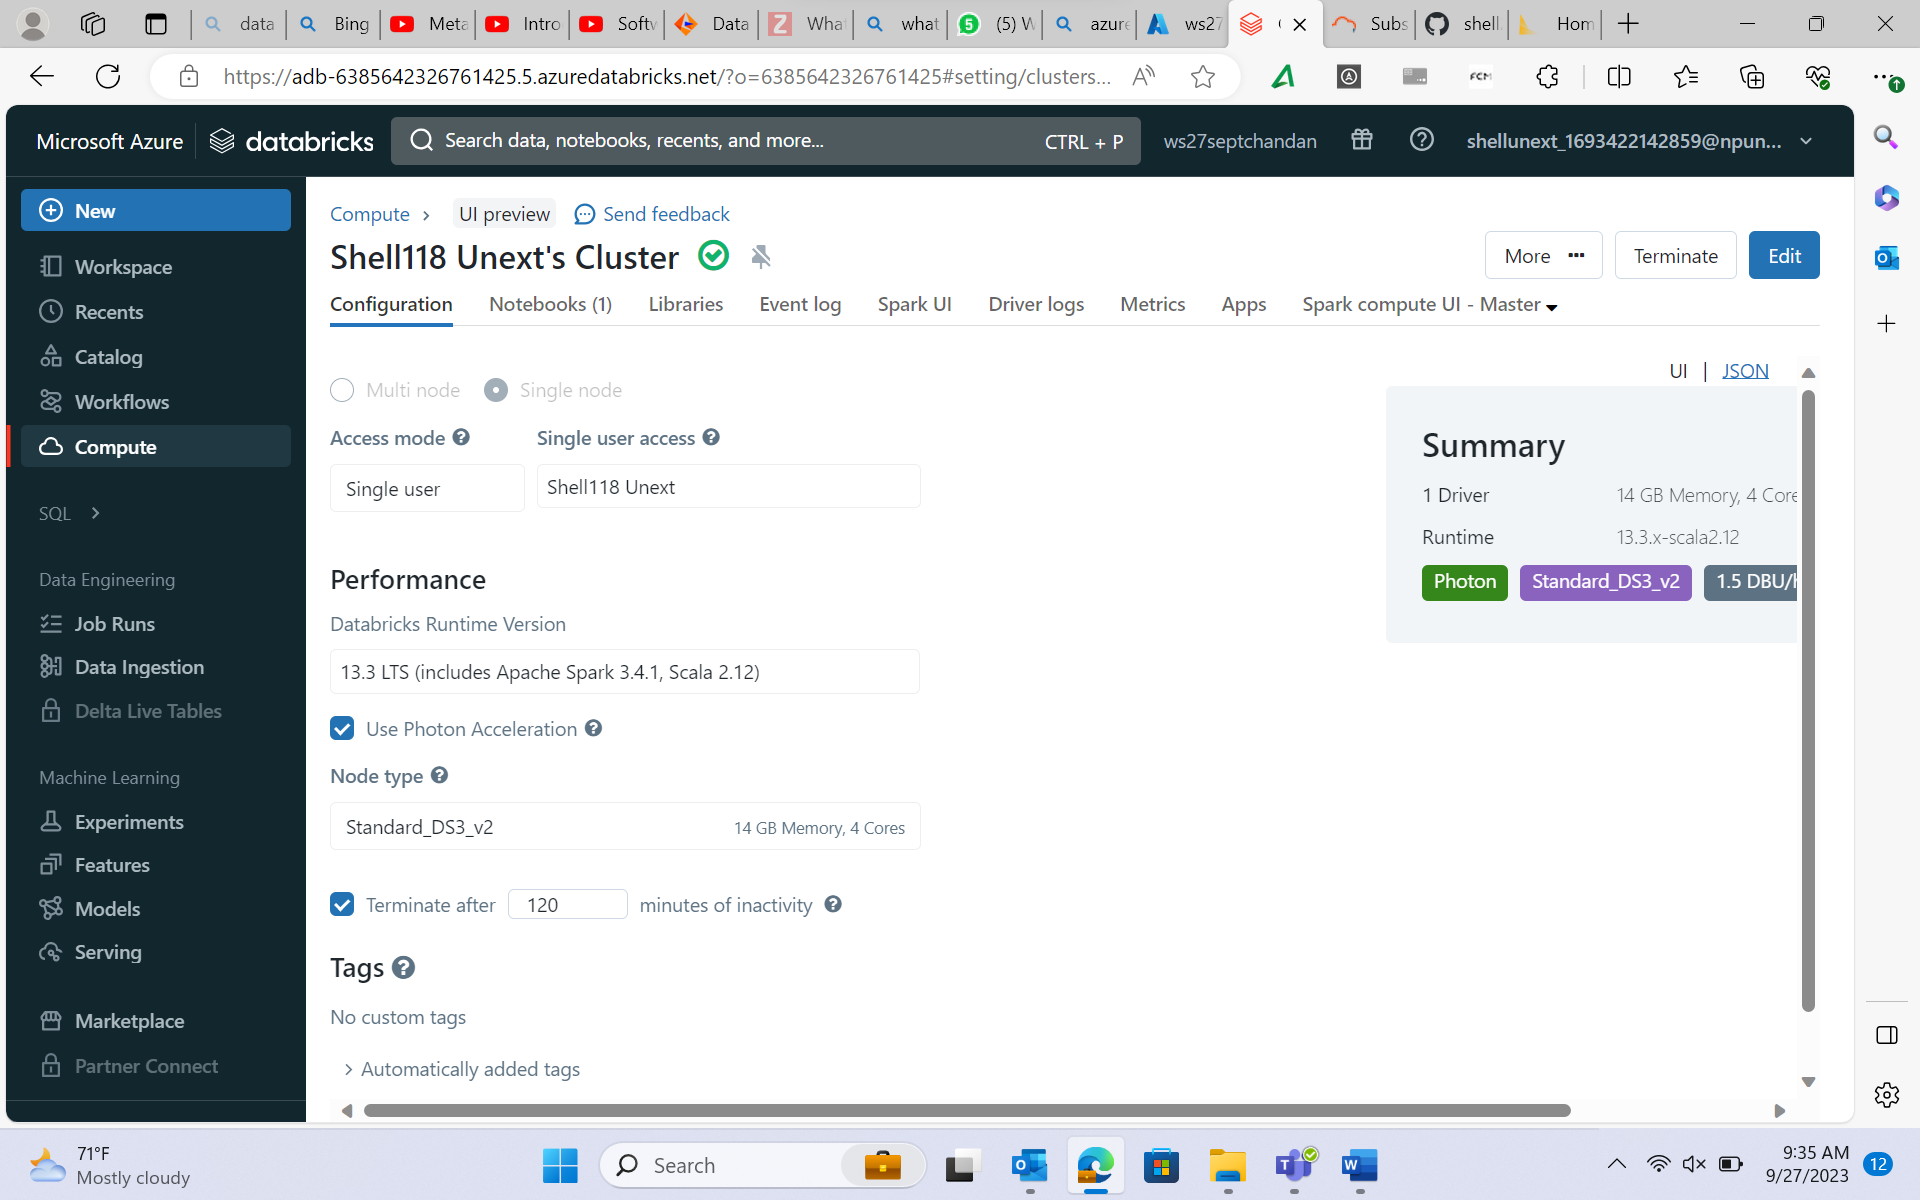 data
Bing
Meta
Intro
Soft
Data
What
what
(5) W
azure
ws27
Subs
shell
Hom
https://adb-6385642326761425.5.azuredatabricks.net/?o=6385642326761425#setting/clusters...
FCM
Microsoft Azure
databricks
Search data, notebooks, recents, and more...
CTRL + P
ws27septchandan
shellunext_1693422142859@npun...
New
Workspace
Recents
Catalog
Workflows
Compute
SQL
Data Engineering
Job Runs
Data Ingestion
Delta Live Tables
Machine Learning
Experiments
Features
Models
Serving
Marketplace
Partner Connect
Compute
UI preview
Send feedback
Shell118 Unext's Cluster
More
Terminate
Edit
Configuration
Notebooks (1)
Libraries
Event log
Spark UI
Driver logs
Metrics
Apps
Spark compute UI - Master
UI | JSON
Multi node
Single node
Access mode
Single user access
Single user
Shell118 Unext
Performance
Databricks Runtime Version
13.3 LTS (includes Apache Spark 3.4.1, Scala 2.12)
Use Photon Acceleration
Node type
Standard_DS3_v2
14 GB Memory, 4 Cores
Terminate after 120 minutes of inactivity
Tags
No custom tags
Automatically added tags
Summary
1 Driver
14 GB Memory, 4 Core
Runtime
13.3.x-scala2.12
Photon
Standard_DS3_v2
1.5 DBU/h
71°F
Mostly cloudy
Search
9:35 AM
9/27/2023
12